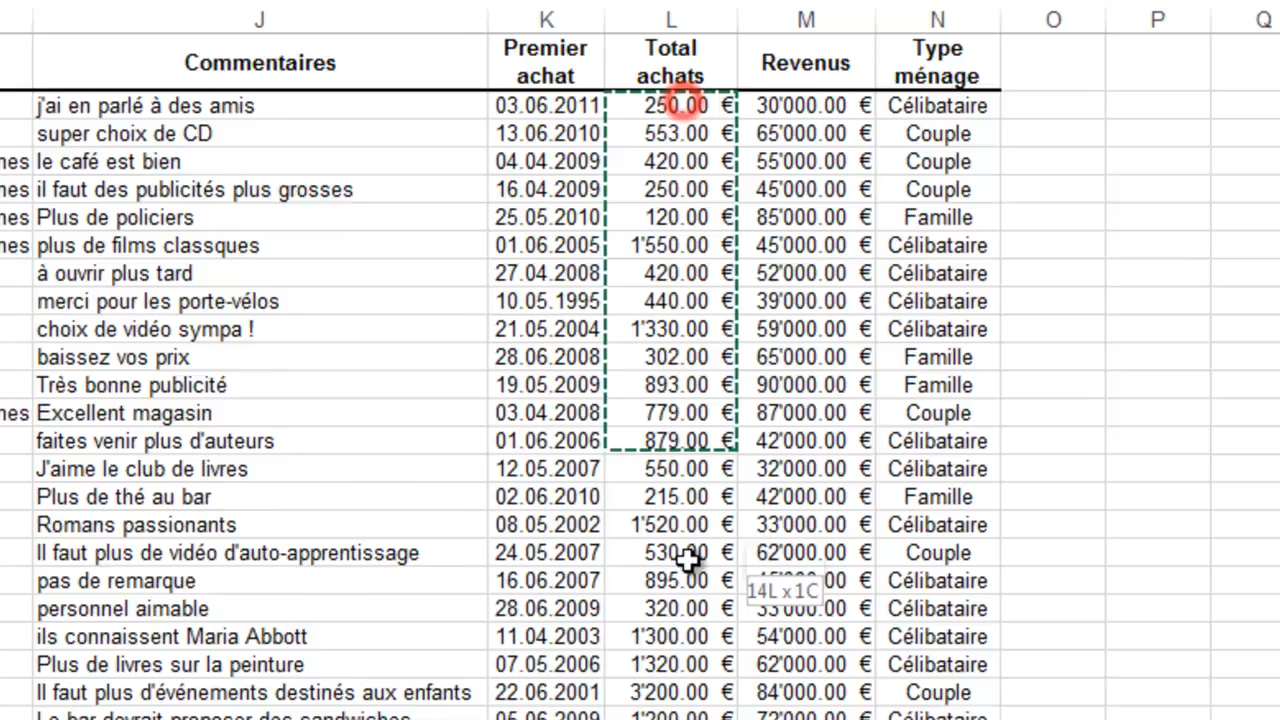 J K L M N O P Q
Commentaires Premier achat Total achats Revenus Type ménage
j'ai en parlé à des amis 03.06.2011 250.00 € 30'000.00 € Célibataire
super choix de CD 13.06.2010 553.00 € 65'000.00 € Couple
nes le café est bien 04.04.2009 420.00 € 55'000.00 € Couple
nes il faut des publicités plus grosses 16.04.2009 250.00 € 45'000.00 € Couple
nes Plus de policiers 25.05.2010 120.00 € 85'000.00 € Famille
nes plus de films classques 01.06.2005 1'550.00 € 45'000.00 € Célibataire
à ouvrir plus tard 27.04.2008 420.00 € 52'000.00 € Célibataire
merci pour les porte-vélos 10.05.1995 440.00 € 39'000.00 € Célibataire
choix de vidéo sympa ! 21.05.2004 1'330.00 € 59'000.00 € Célibataire
baissez vos prix 28.06.2008 302.00 € 65'000.00 € Famille
Très bonne publicité 19.05.2009 893.00 € 90'000.00 € Famille
nes Excellent magasin 03.04.2008 779.00 € 87'000.00 € Couple
faites venir plus d'auteurs 01.06.2006 879.00 € 42'000.00 € Célibataire
J'aime le club de livres 12.05.2007 550.00 € 32'000.00 € Célibataire
Plus de thé au bar 02.06.2010 215.00 € 42'000.00 € Famille
Romans passionants 08.05.2002 1'520.00 € 33'000.00 € Célibataire
Il faut plus de vidéo d'auto-apprentissage 24.05.2007 530.00 € 62'000.00 € Couple
pas de remarque 16.06.2007 895.00 € € Célibataire
14L x 1C
personnel aimable 28.06.2009 320.00 € 33'000.00 € Célibataire
ils connaissent Maria Abbott 11.04.2003 1'300.00 € 54'000.00 € Célibataire
Plus de livres sur la peinture 07.05.2006 1'320.00 € 62'000.00 € Célibataire
Il faut plus d'événements destinés aux enfants 22.06.2001 3'200.00 € 84'000.00 € Couple
Le bar devrait proposer des sandwiches 05.06.2009 1'200.00 € 72'000.00 € Célibataire